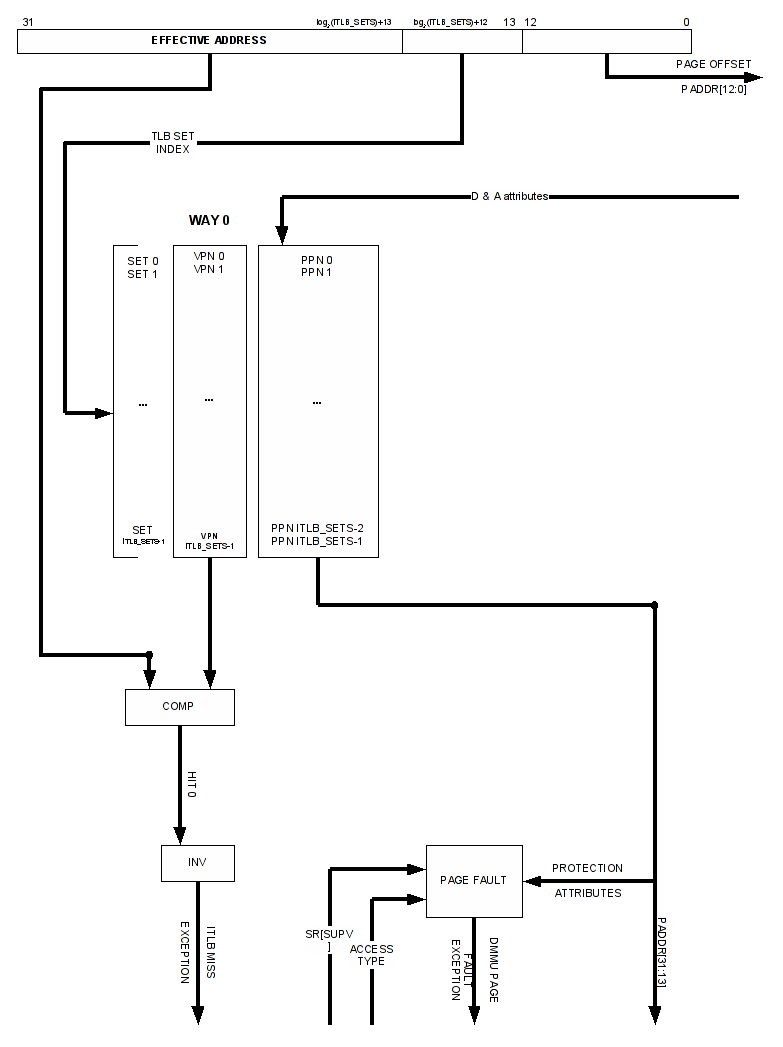 31
log₂(ITLB_SETS)+13
log₂(ITLB_SETS)+12
13
12
0
EFFECTIVE ADDRESS
PAGE OFFSET
PADDR[12:0]
TLB SET
INDEX
D & A attributes
WAY 0
SET 0
SET 1
...
SET
ITLB_SETS-1
VPN 0
VPN 1
...
VPN
ITLB_SETS-1
PPN 0
PPN 1
...
PPN ITLB_SETS-2
PPN ITLB_SETS-1
COMP
HIT 0
INV
ITLB MISS
EXCEPTION
PAGE FAULT
PROTECTION
ATTRIBUTES
SR[SUPV
]
ACCESS
TYPE
DMMU PAGE
FAULT
EXCEPTION
PADDR[31:13]